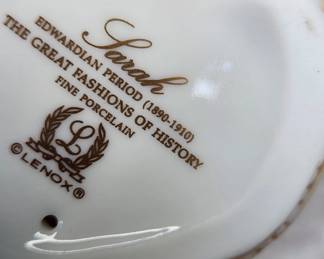 Sarah
EDWARDIAN PERIOD (1890-1910)
THE GREAT FASHIONS OF HISTORY
FINE PORCELAIN
L
© LENOX ®